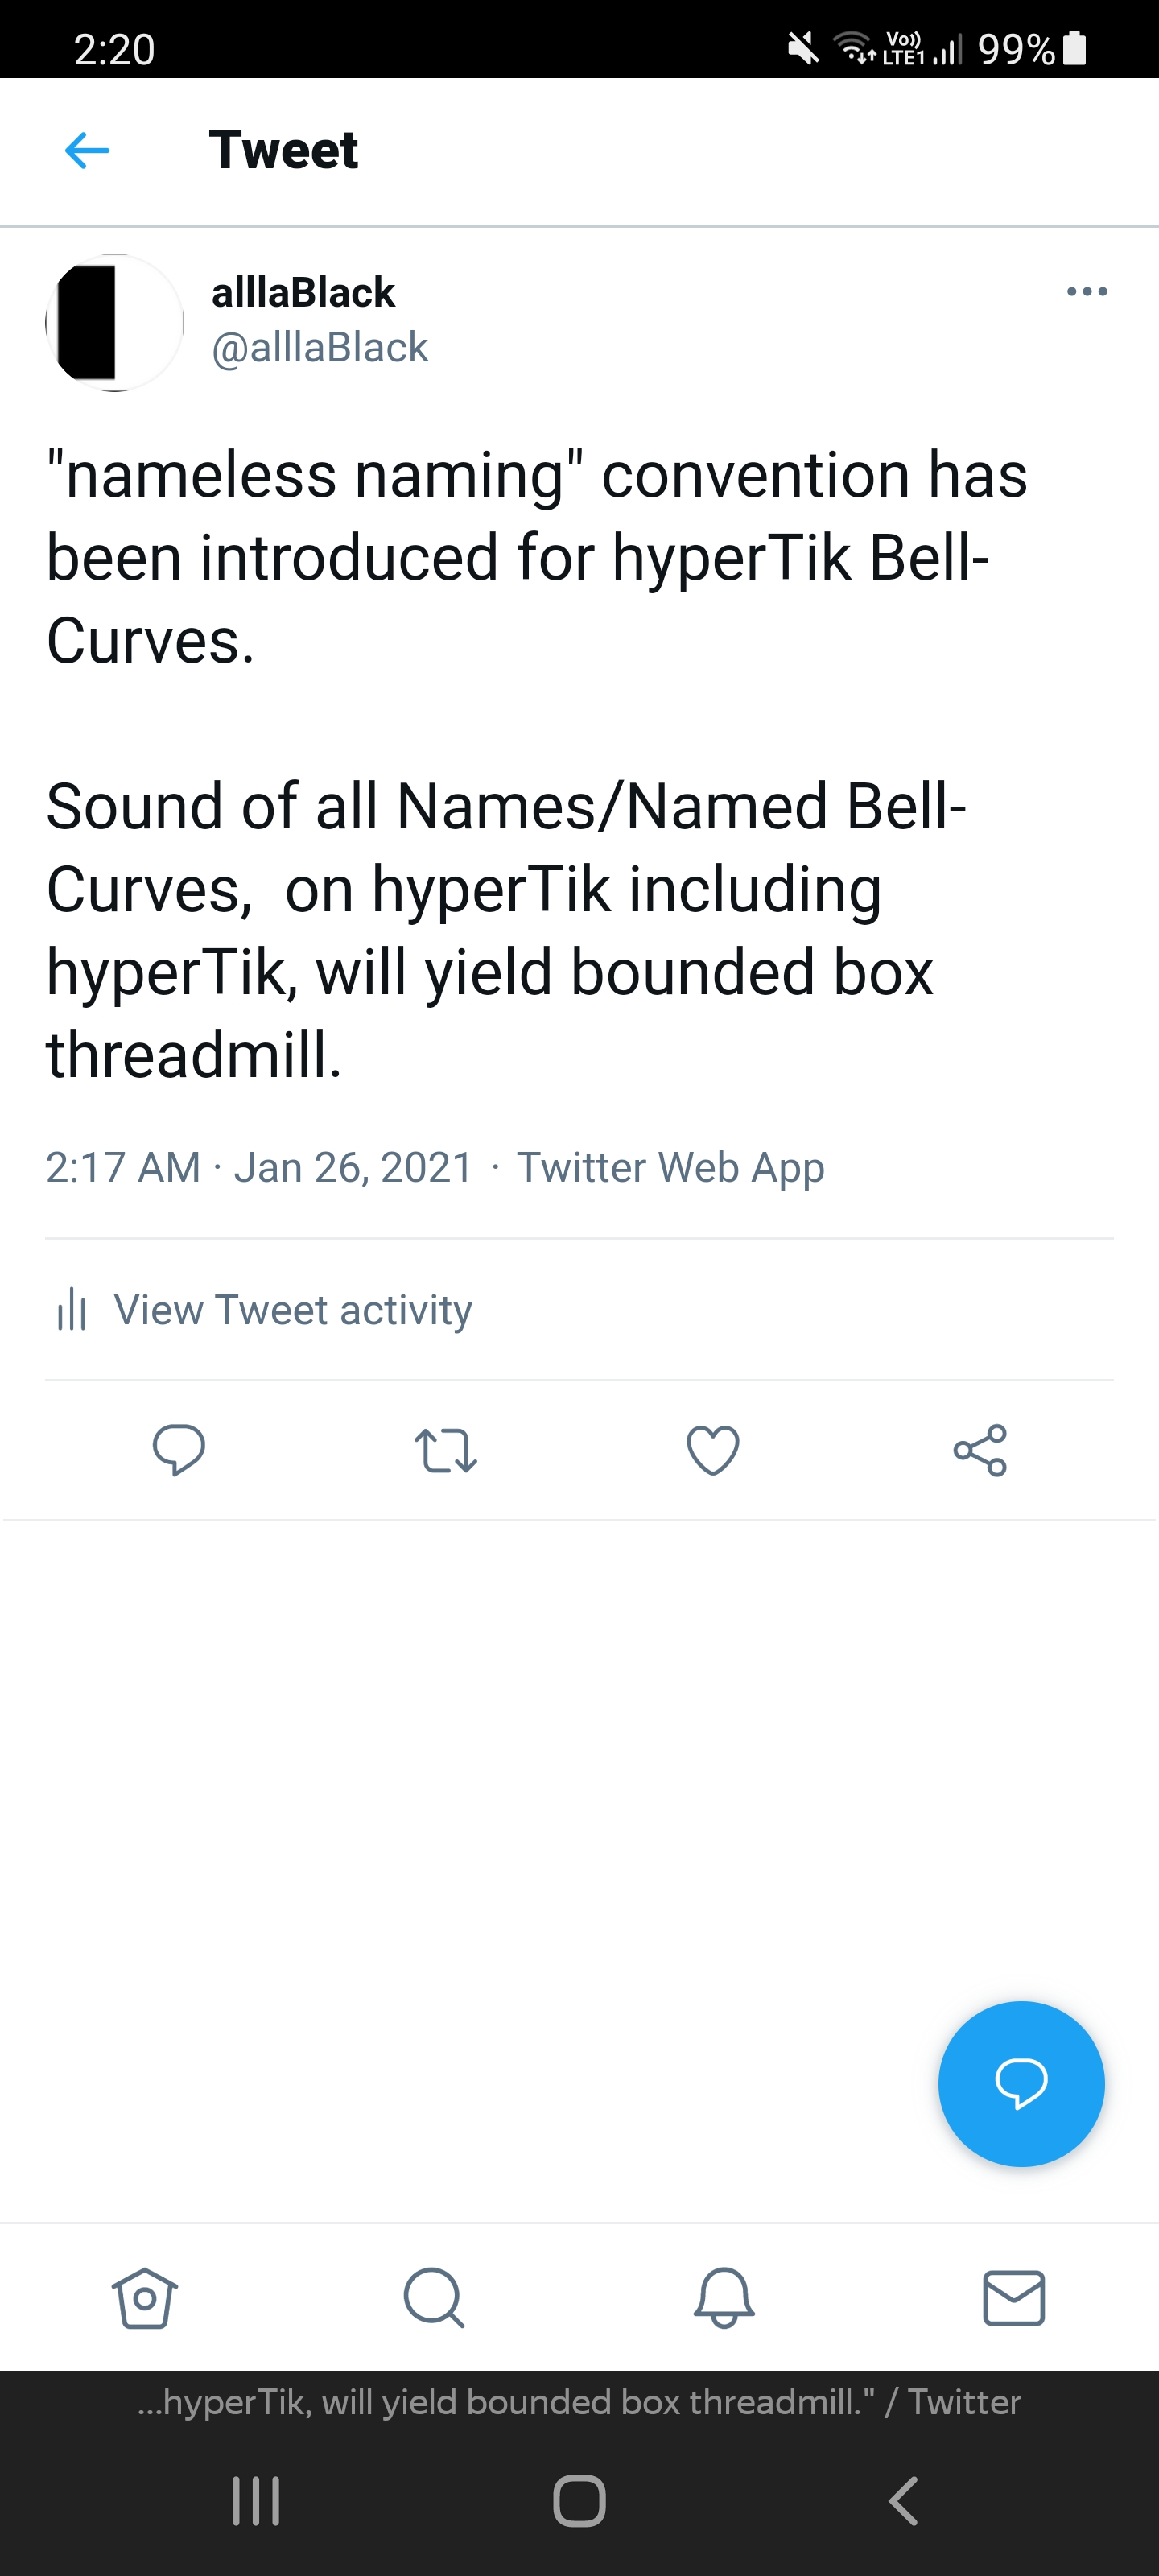 2:20
Vo)) LTE1 99%
Tweet
alllaBlack
@alllaBlack
"nameless naming" convention has
been introduced for hyperTik Bell-
Curves.
Sound of all Names/Named Bell-
Curves,  on hyperTik including
hyperTik, will yield bounded box
threadmill.
2:17 AM · Jan 26, 2021 · Twitter Web App
View Tweet activity
...hyperTik, will yield bounded box threadmill." / Twitter